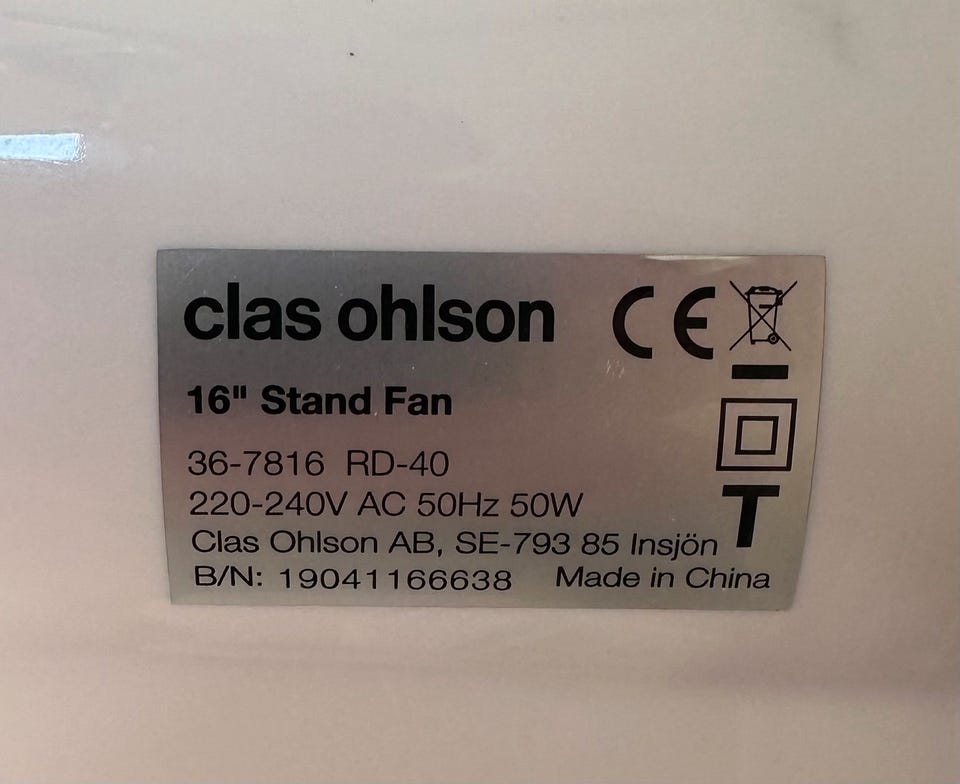 clas ohlson CE
16" Stand Fan
36-7816 RD-40
220-240V AC 50Hz 50W
T
Clas Ohlson AB, SE-793 85 Insjön
B/N: 19041166638 Made in China